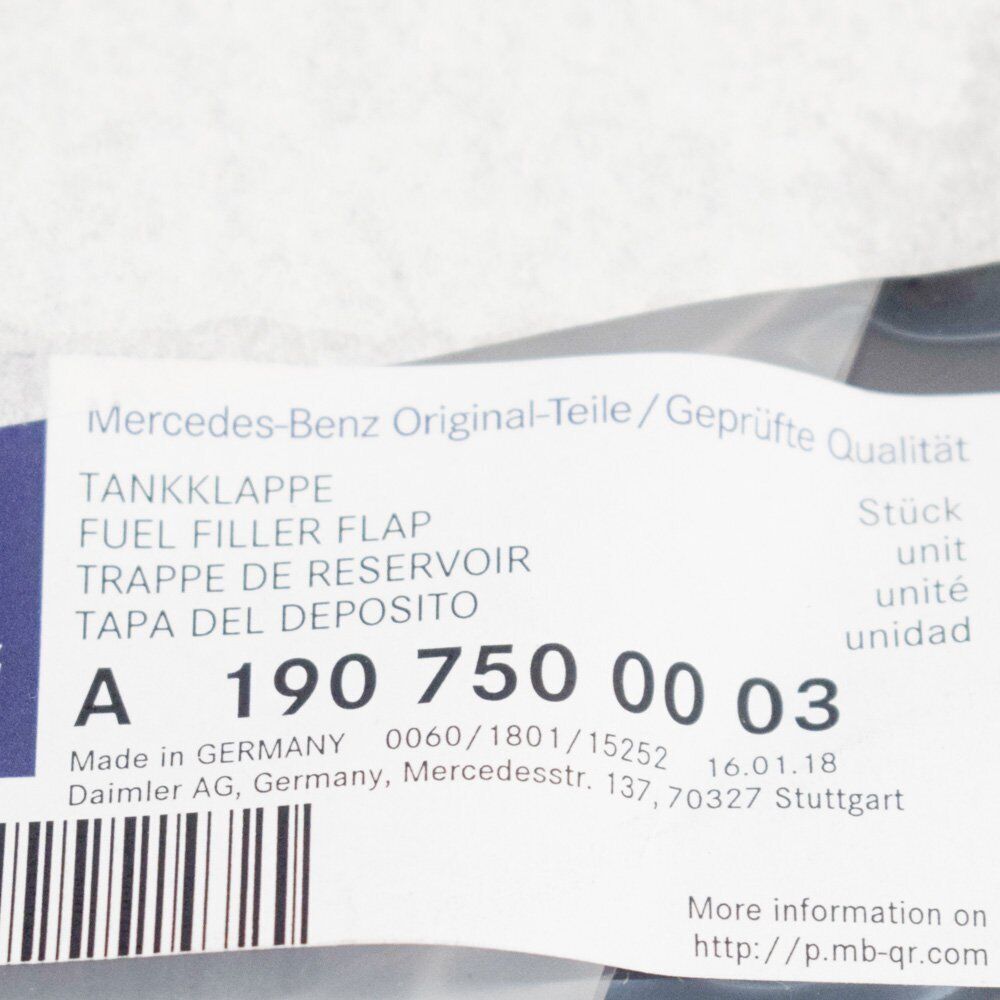 Mercedes-Benz Original-Teile/Geprüfte Qualität
TANKKLAPPE
FUEL FILLER FLAP
TRAPPE DE RESERVOIR
TAPA DEL DEPOSITO
Stück
unit
unité
unidad
A 190 750 00 03
Made in GERMANY 0060/1801/15252 16.01.18
Daimler AG, Germany, Mercedesstr. 137, 70327 Stuttgart
More information on
http://p.mb-qr.com